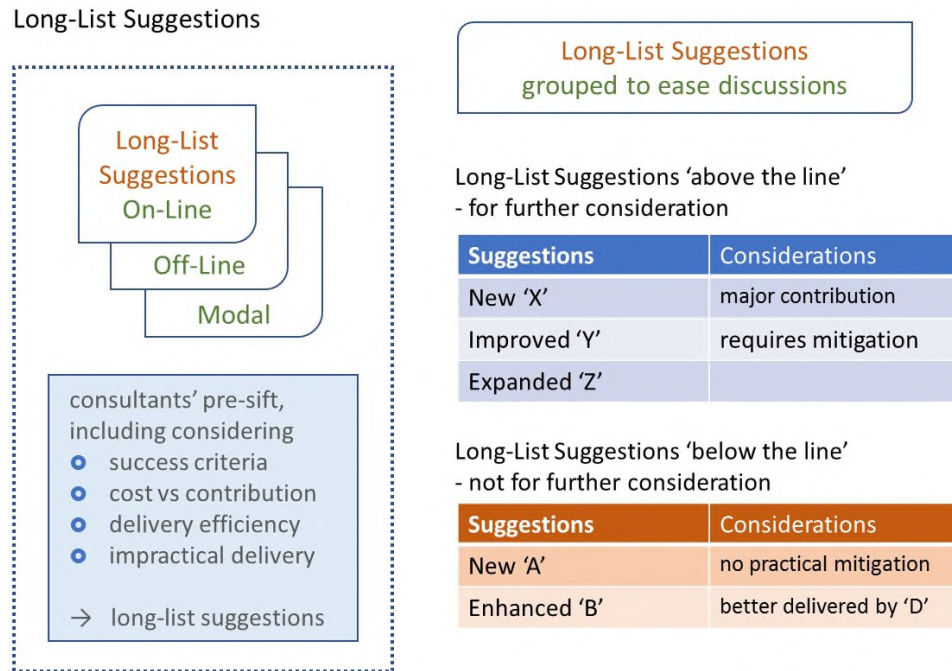 Long-List Suggestions
Long-List
Suggestions
On-Line
Off-Line
Modal
consultants’ pre-sift,
including considering
success criteria
cost vs contribution
delivery efficiency
impractical delivery
→ long-list suggestions
Long-List Suggestions
grouped to ease discussions
Long-List Suggestions ‘above the line’
- for further consideration
Suggestions Considerations
New ‘X’ major contribution
Improved ‘Y’ requires mitigation
Expanded ‘Z’
Long-List Suggestions ‘below the line’
- not for further consideration
Suggestions Considerations
New ‘A’ no practical mitigation
Enhanced ‘B’ better delivered by ‘D’